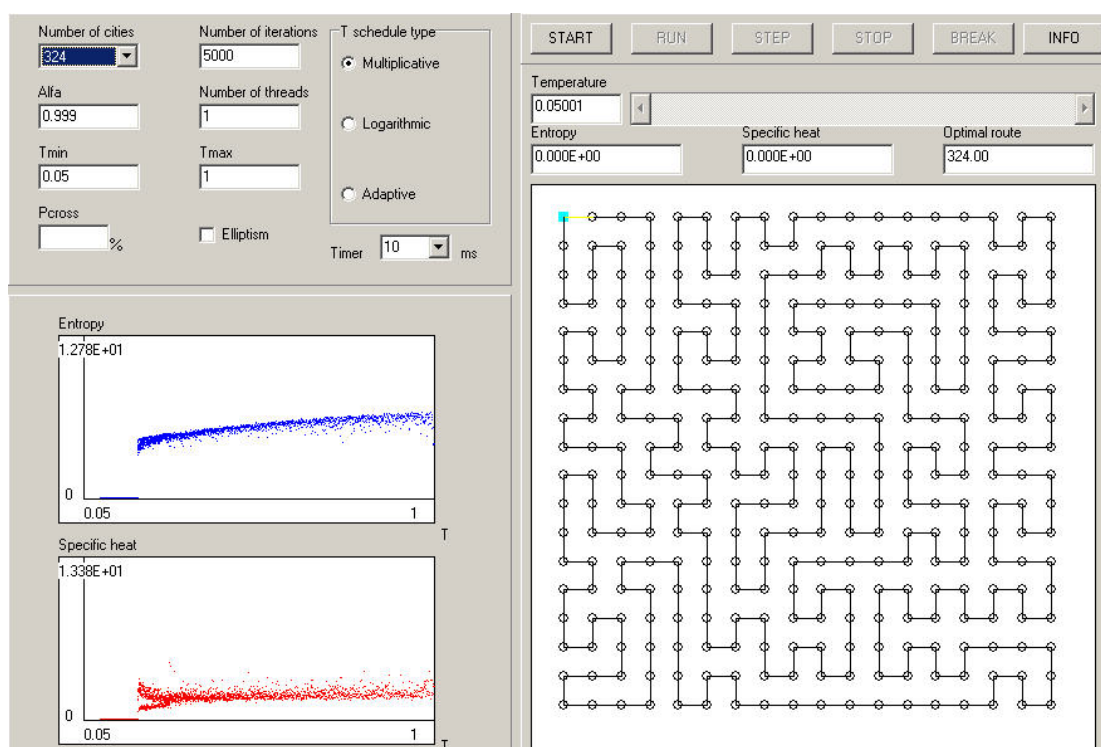 Number of cities
324
Number of iterations
5000
T schedule type
Multiplicative
Alfa
0.999
Number of threads
1
Logarithmic
Tmin
0.05
Tmax
1
Adaptive
Pcross
%
Elliptism
Timer
10
ms
START
RUN
STEP
STOP
BREAK
INFO
Temperature
0.05001
Entropy
0.000E+00
Specific heat
0.000E+00
Optimal route
324.00
Entropy
1.278E+01
0
0.05
1
T
Specific heat
1.338E+01
0
0.05
1
T